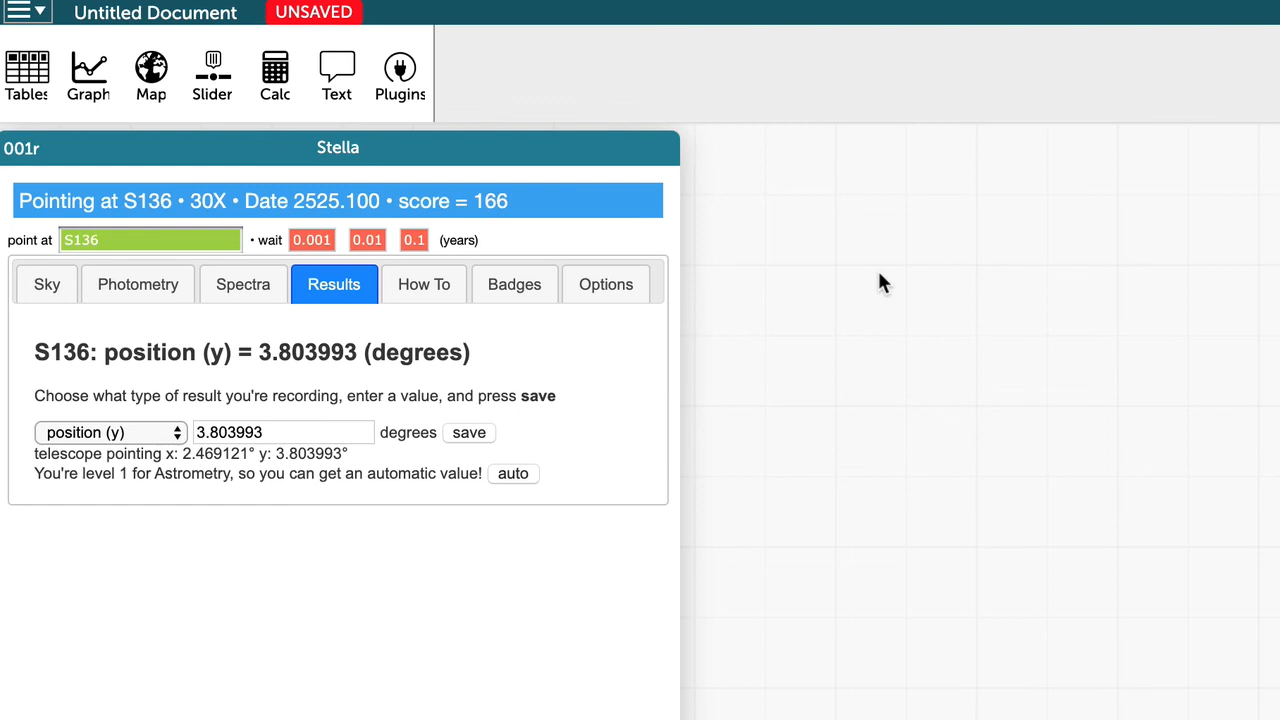 Untitled Document UNSAVED
Tables Graph Map Slider Calc Text Plugins
001r Stella
Pointing at S136 • 30X • Date 2525.100 • score = 166
point at S136 • wait 0.001 0.01 0.1 (years)
Sky Photometry Spectra Results How To Badges Options
S136: position (y) = 3.803993 (degrees)
Choose what type of result you're recording, enter a value, and press save
position (y) 3.803993 degrees save
telescope pointing x: 2.469121° y: 3.803993°
You're level 1 for Astrometry, so you can get an automatic value! auto